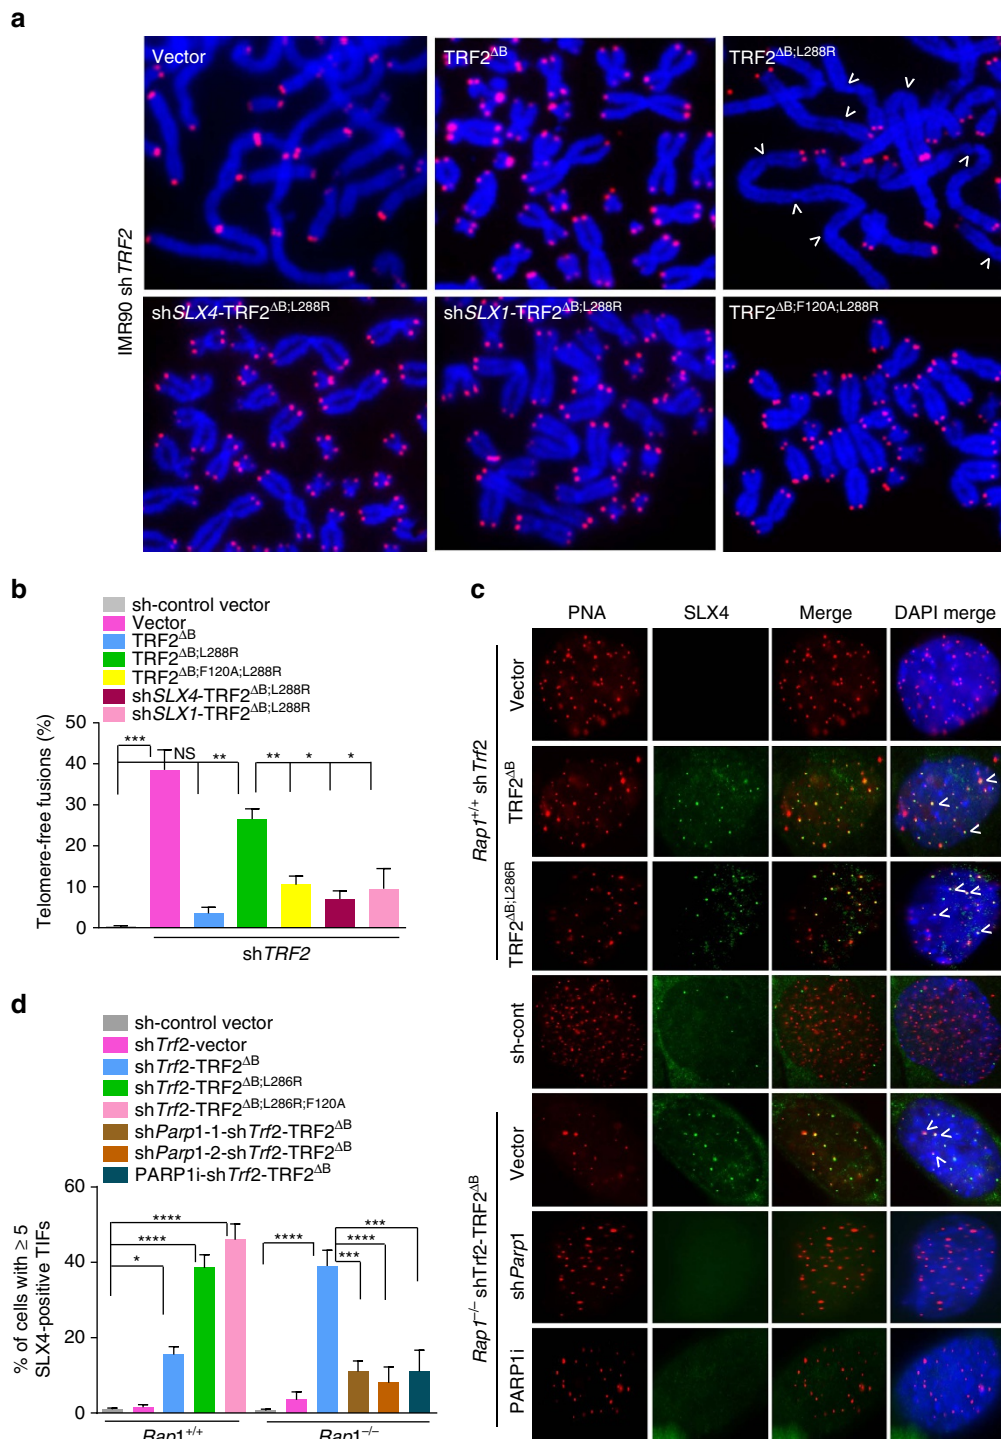 a
IMR90 shTRF2
Vector
TRF2ΔB
TRF2ΔB;L288R
shSLX4-TRF2ΔB;L288R
shSLX1-TRF2ΔB;L288R
TRF2ΔB;F120A;L288R
b
sh-control vector
Vector
TRF2ΔB
TRF2ΔB;L288R
TRF2ΔB;F120A;L288R
shSLX4-TRF2ΔB;L288R
shSLX1-TRF2ΔB;L288R
Telomere-free fusions (%)
50
40
30
20
10
0
***
NS
**
**
*
*
shTRF2
c
PNA
SLX4
Merge
DAPI merge
Rap1+/+ shTrf2
Vector
TRF2ΔB
TRF2ΔB;L286R
sh-cont
Rap1−/− shTrf2-TRF2ΔB
Vector
shParp1
PARP1i
d
sh-control vector
shTrf2-vector
shTrf2-TRF2ΔB
shTrf2-TRF2ΔB;L286R
shTrf2-TRF2ΔB;L286R;F120A
shParp1-1-shTrf2-TRF2ΔB
shParp1-2-shTrf2-TRF2ΔB
PARP1i-shTrf2-TRF2ΔB
% of cells with ≥ 5
SLX4-positive TIFs
60
40
20
0
****
****
*
****
***
****
***
Rap1+/+
Rap1−/−